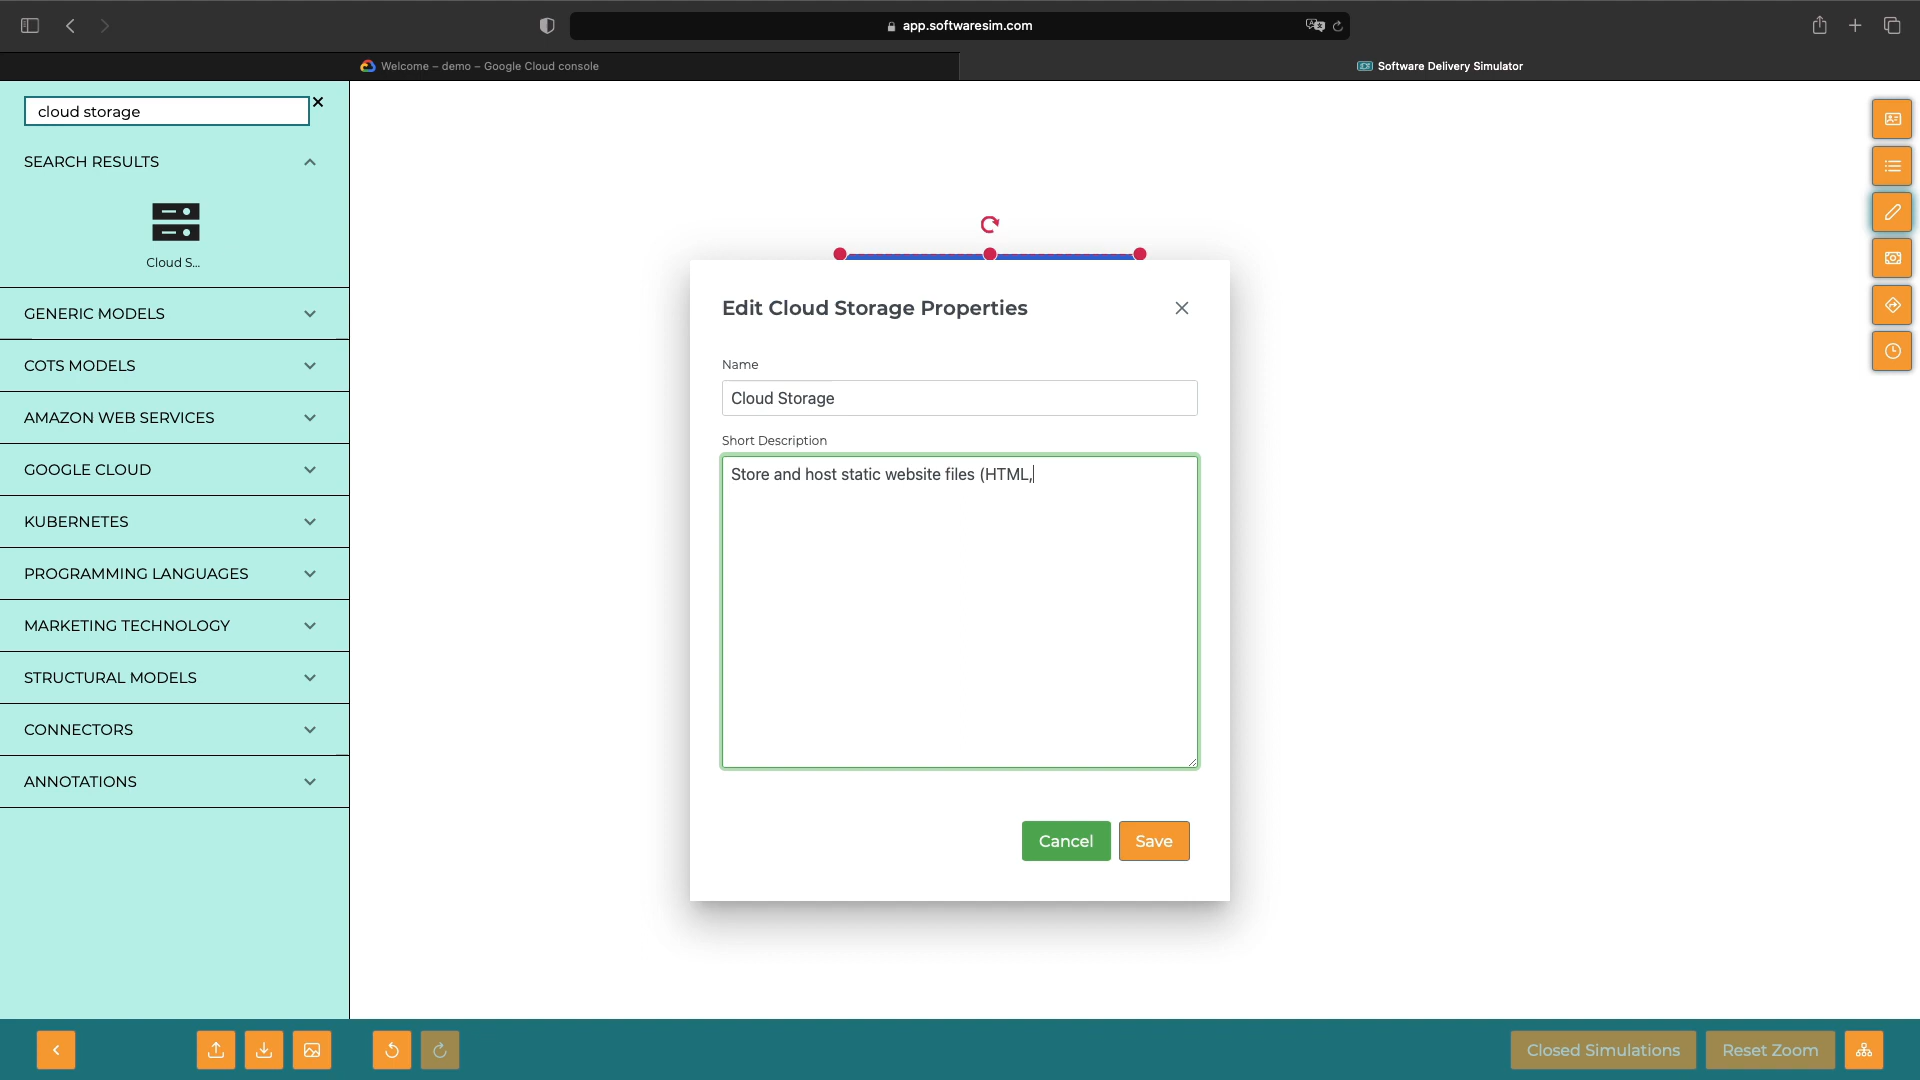 app.softwaresim.com
Welcome – demo – Google Cloud console
Software Delivery Simulator
cloud storage
SEARCH RESULTS
Cloud S...
GENERIC MODELS
COTS MODELS
AMAZON WEB SERVICES
GOOGLE CLOUD
KUBERNETES
PROGRAMMING LANGUAGES
MARKETING TECHNOLOGY
STRUCTURAL MODELS
CONNECTORS
ANNOTATIONS
Edit Cloud Storage Properties
Name
Cloud Storage
Short Description
Store and host static website files (HTML,
Cancel
Save
Closed Simulations
Reset Zoom